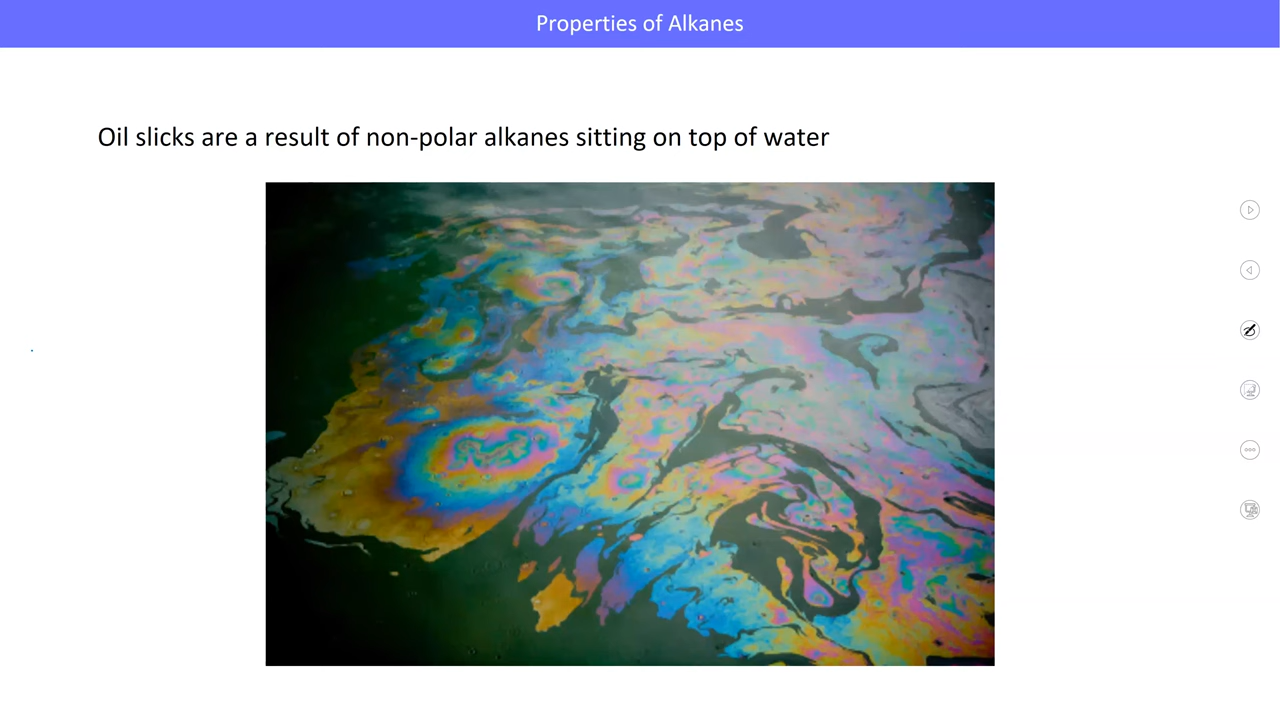 Properties of Alkanes
Oil slicks are a result of non-polar alkanes sitting on top of water